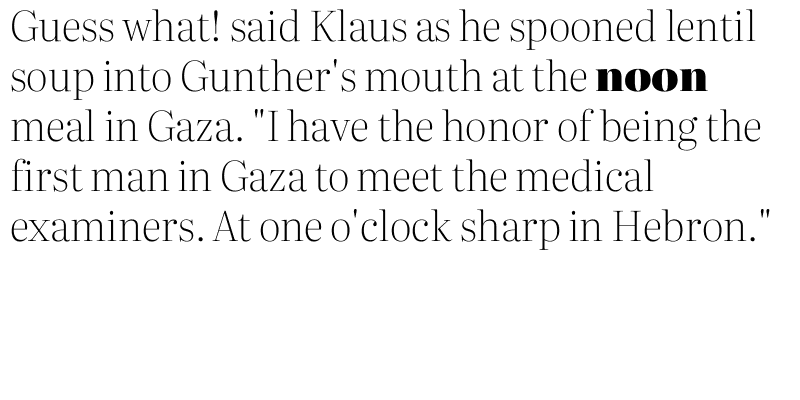 Guess what! said Klaus as he spooned lentil
soup into Gunther's mouth at the noon
meal in Gaza. "I have the honor of being the
first man in Gaza to meet the medical
examiners. At one o'clock sharp in Hebron."